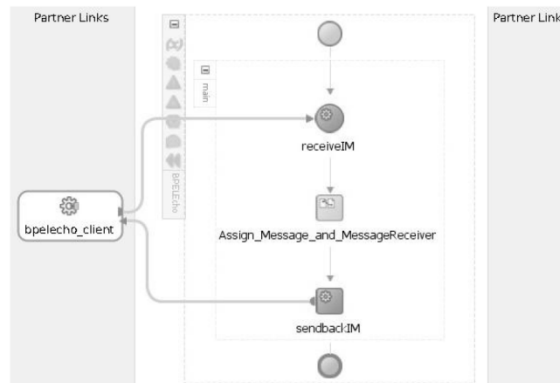 Partner Links
Partner Link
main
receiveIM
BPELEcho
bpelecho_client
Assign_Message_and_MessageReceiver
sendbackIM